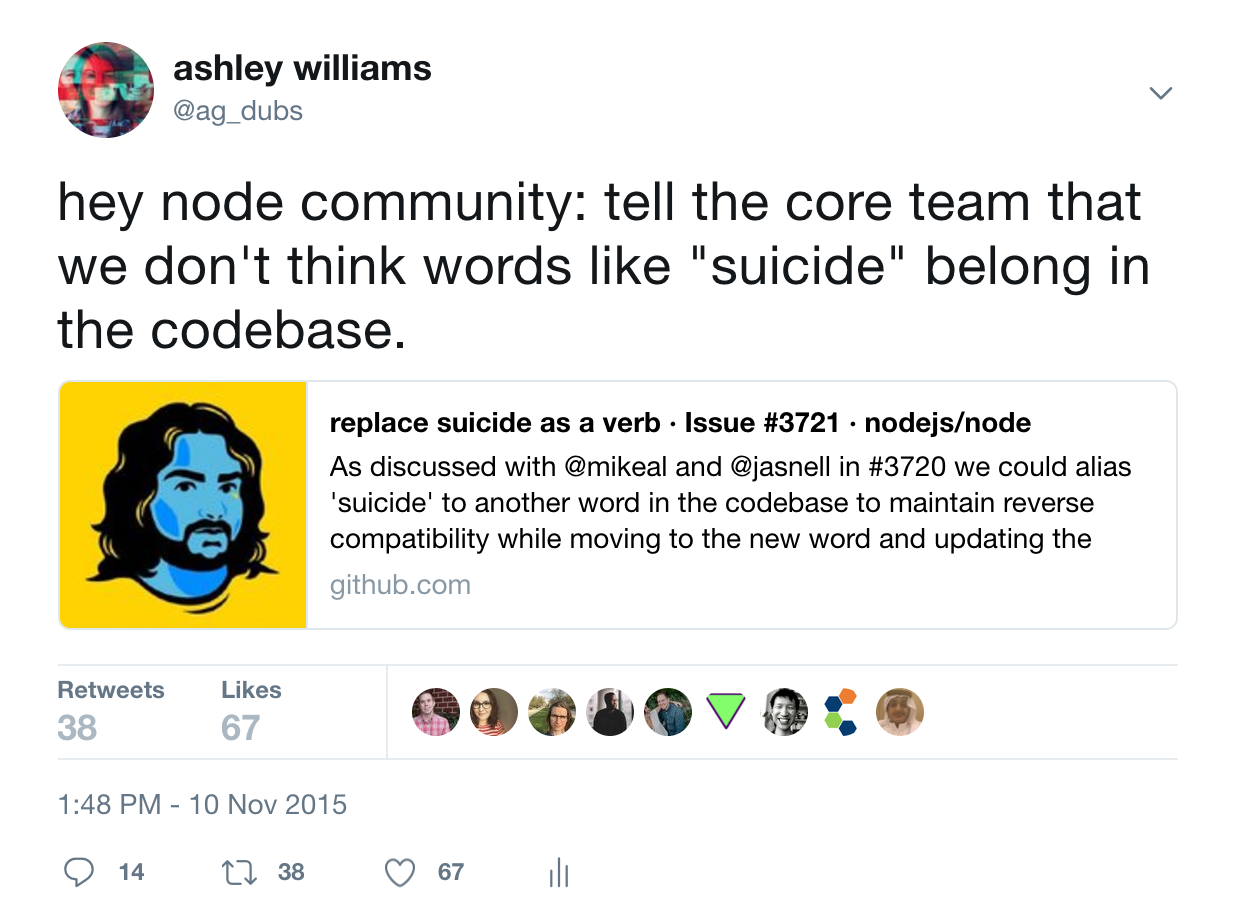 ashley williams
@ag_dubs
hey node community: tell the core team that
we don't think words like "suicide" belong in
the codebase.
replace suicide as a verb · Issue #3721 · nodejs/node
As discussed with @mikeal and @jasnell in #3720 we could alias
'suicide' to another word in the codebase to maintain reverse
compatibility while moving to the new word and updating the
github.com
Retweets Likes
38 67
1:48 PM - 10 Nov 2015
14 38 67